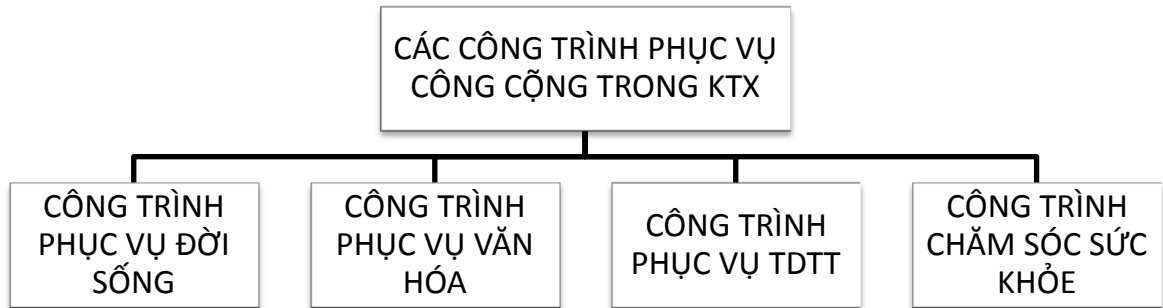 CÁC CÔNG TRÌNH PHỤC VỤ
CÔNG CỘNG TRONG KTX
CÔNG TRÌNH
PHỤC VỤ ĐỜI
SỐNG
CÔNG TRÌNH
PHỤC VỤ VĂN
HÓA
CÔNG TRÌNH
PHỤC VỤ TDTT
CÔNG TRÌNH
CHĂM SÓC SỨC
KHỎE